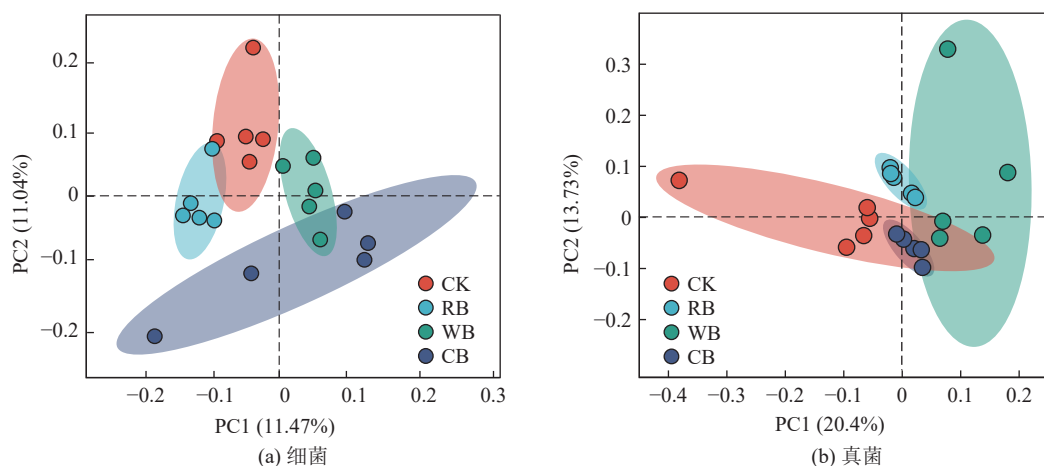 0.2
0.1
0
−0.1
−0.2
PC2 (11.04%)
CK
RB
WB
CB
−0.2
−0.1
0
0.1
0.2
0.3
PC1 (11.47%)
(a) 细菌
0.3
0.2
0.1
0
−0.1
−0.2
PC2 (13.73%)
CK
RB
WB
CB
−0.4
−0.3
−0.2
−0.1
0
0.1
0.2
PC1 (20.4%)
(b) 真菌